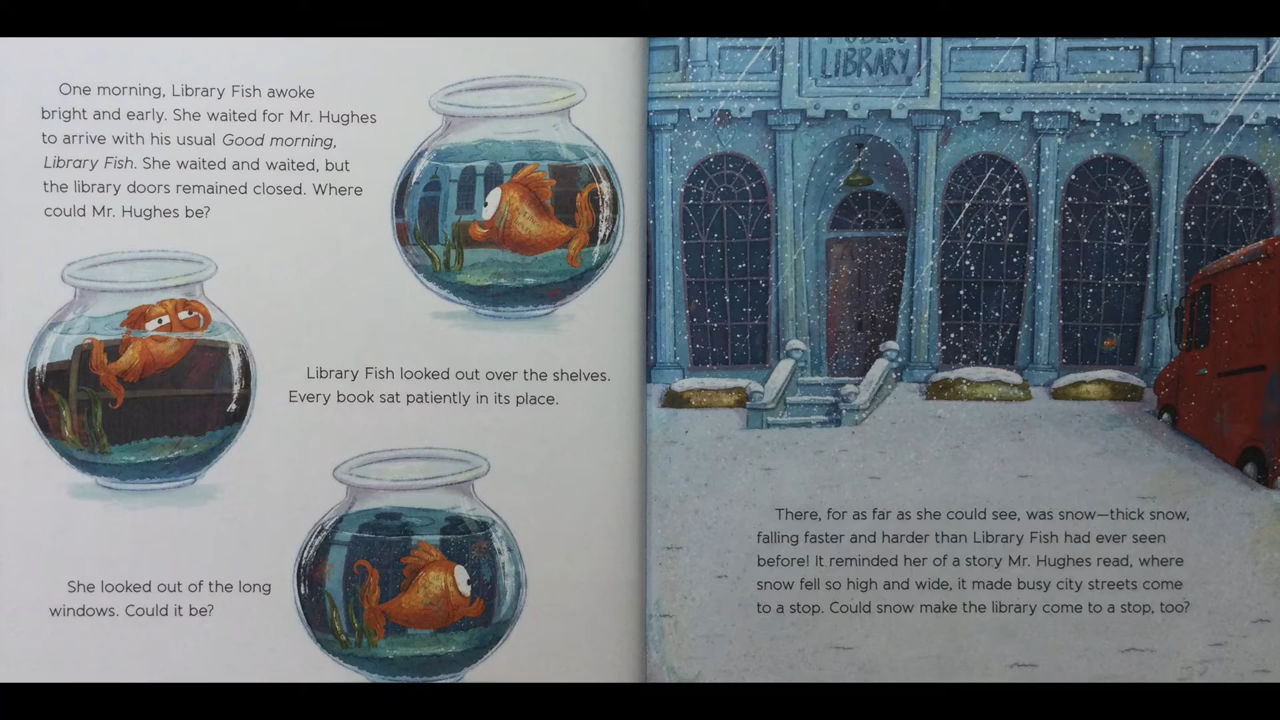 One morning, Library Fish awoke
bright and early. She waited for Mr. Hughes
to arrive with his usual Good morning,
Library Fish. She waited and waited, but
the library doors remained closed. Where
could Mr. Hughes be?
Library Fish looked out over the shelves.
Every book sat patiently in its place.
She looked out of the long
windows. Could it be?
PUBLIC
LIBRARY
There, for as far as she could see, was snow—thick snow,
falling faster and harder than Library Fish had ever seen
before! It reminded her of a story Mr. Hughes read, where
snow fell so high and wide, it made busy city streets come
to a stop. Could snow make the library come to a stop, too?